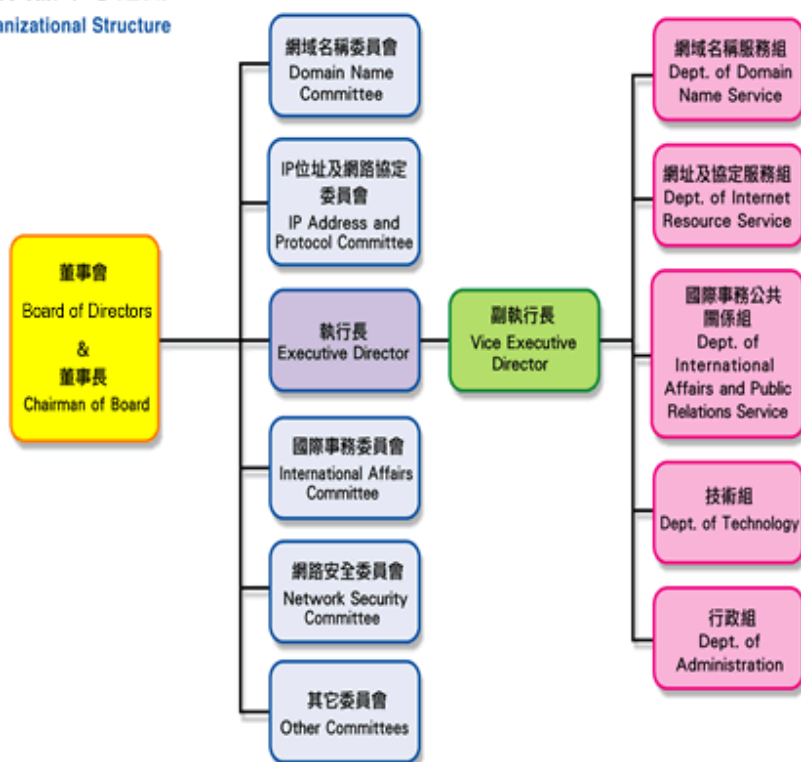 anizational Structure
董事會
Board of Directors
&
董事長
Chairman of Board
網域名稱委員會
Domain Name
Committee
IP位址及網路協定
委員會
IP Address and
Protocol Committee
執行長
Executive Director
國際事務委員會
International Affairs
Committee
網路安全委員會
Network Security
Committee
其它委員會
Other Committees
副執行長
Vice Executive
Director
網域名稱服務組
Dept. of Domain
Name Service
網址及協定服務組
Dept. of Internet
Resource Service
國際事務公共
關係組
Dept. of
International
Affairs and Public
Relations Service
技術組
Dept. of Technology
行政組
Dept. of
Administration